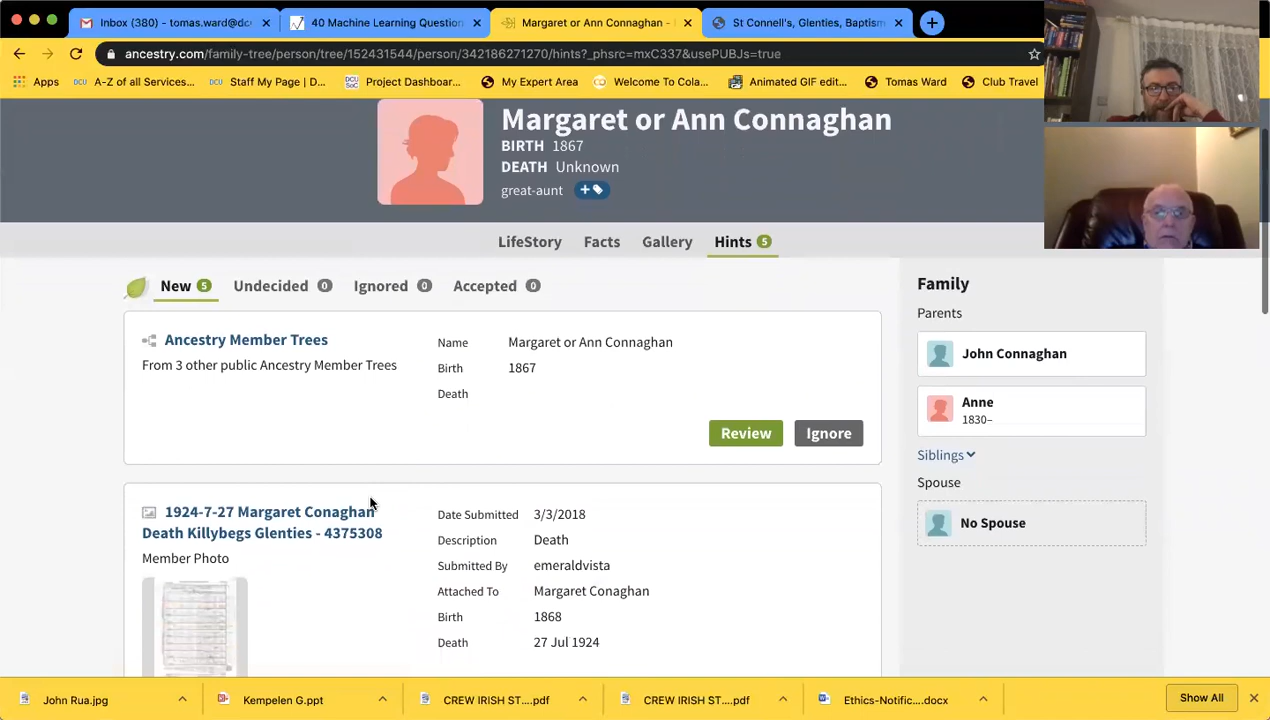 Inbox (380) - tomas.ward@dc
40 Machine Learning Question
Margaret or Ann Connaghan -
St Connell's, Glenties, Baptism
ancestry.com/family-tree/person/tree/152431544/person/342186271270/hints?_phsrc=mxC337&usePUBJs=true
Apps
DCU A-Z of all Services...
DCU Staff My Page | D...
DCU SoC Project Dashboar...
My Expert Area
Welcome To Cola...
Animated GIF edit...
Tomas Ward
Club Travel
Margaret or Ann Connaghan
BIRTH 1867
DEATH Unknown
great-aunt
LifeStory Facts Gallery Hints 5
New 5 Undecided 0 Ignored 0 Accepted 0
Ancestry Member Trees
From 3 other public Ancestry Member Trees
Name Margaret or Ann Connaghan
Birth 1867
Death
Review Ignore
1924-7-27 Margaret Conaghan
Death Killybegs Glenties - 4375308
Member Photo
Date Submitted 3/3/2018
Description Death
Submitted By emeraldvista
Attached To Margaret Conaghan
Birth 1868
Death 27 Jul 1924
Family
Parents
John Connaghan
Anne
1830–
Siblings
Spouse
No Spouse
John Rua.jpg
Kempelen G.ppt
CREW IRISH ST....pdf
CREW IRISH ST....pdf
Ethics-Notific....docx
Show All